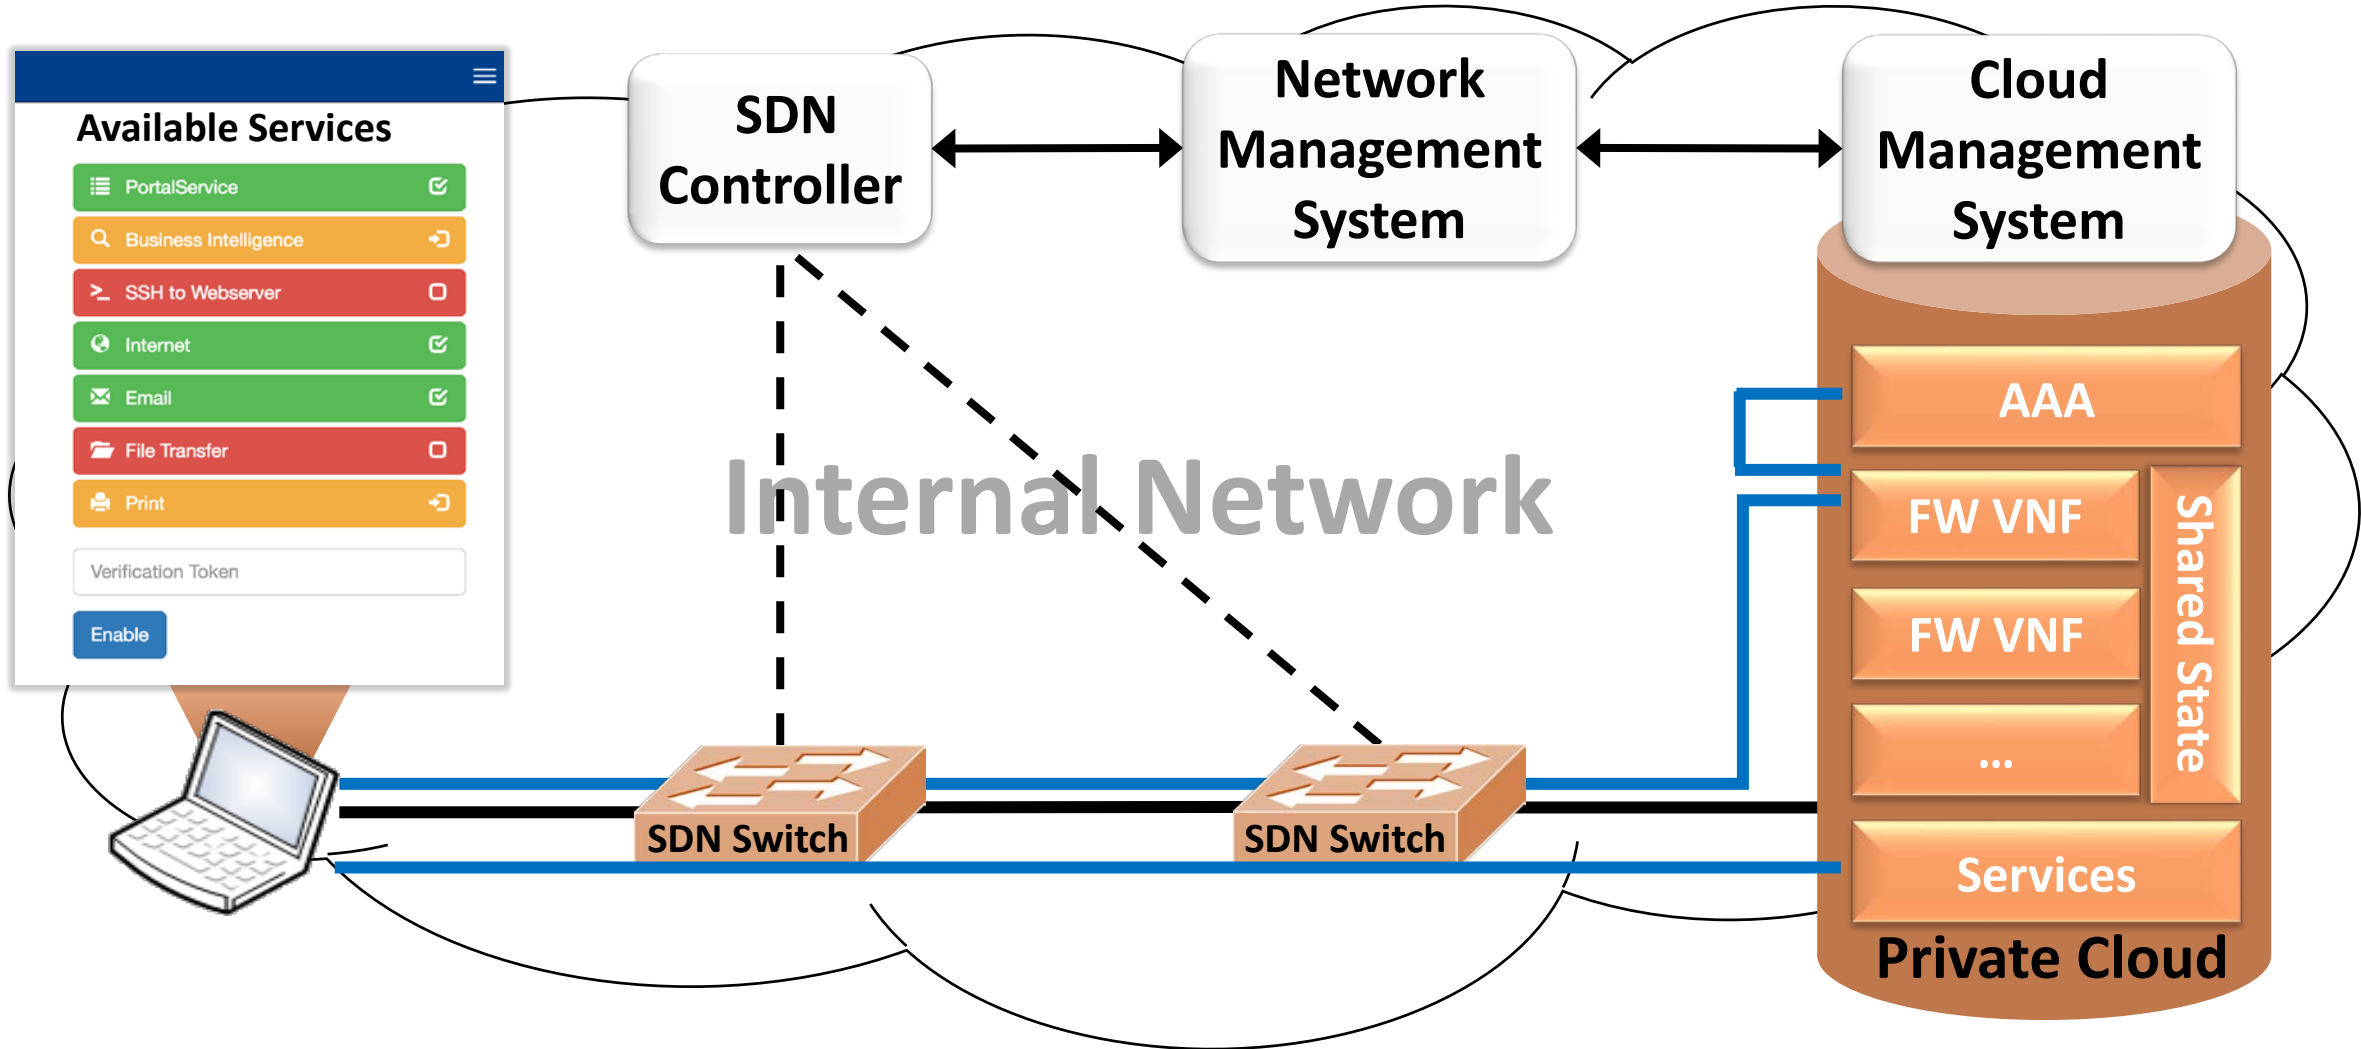 Available Services
PortalService
Business Intelligence
SSH to Webserver
Internet
Email
File Transfer
Print
Verification Token
Enable
SDN
Controller
Network
Management
System
Cloud
Management
System
Internal Network
AAA
FW VNF
FW VNF
...
Shared State
Services
Private Cloud
SDN Switch
SDN Switch